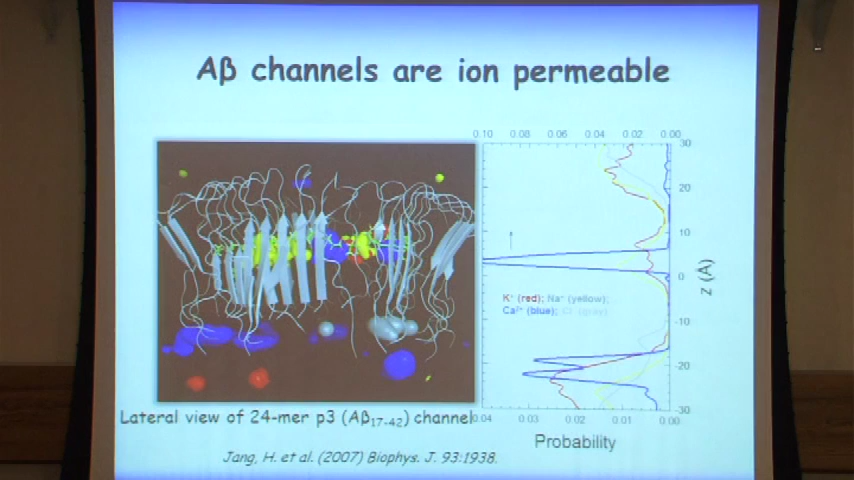 Aβ channels are ion permeable
0.10 0.08 0.06 0.04 0.02 0.00
30
20
10
0
-10
-20
-30
z (Å)
K⁺ (red); Na⁺ (yellow);
Ca²⁺ (blue); Cl⁻ (gray)
0.04 0.03 0.02 0.01 0.00
Probability
Lateral view of 24-mer p3 (Aβ₁₇₋₄₂) channel
Jang, H. et al. (2007) Biophys. J. 93:1938.